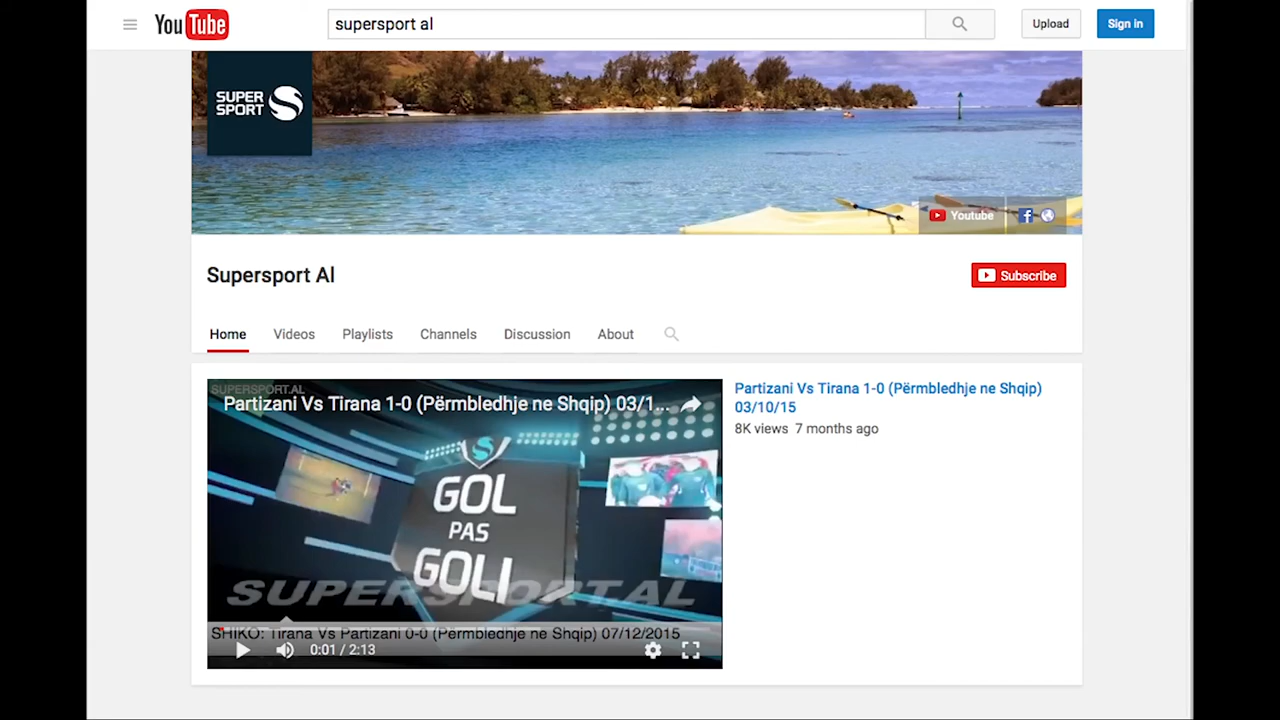 YouTube
supersport al
Upload
Sign in
SUPER
SPORT
Youtube
Supersport Al
Subscribe
Home
Videos
Playlists
Channels
Discussion
About
SUPERSPORT.AL
Partizani Vs Tirana 1-0 (Përmbledhje ne Shqip) 03/1...
GOL
PAS
GOLI
SUPERSPORT.AL
SHIKO: Tirana Vs Partizani 0-0 (Përmbledhje ne Shqip) 07/12/2015
0:01 / 2:13
Partizani Vs Tirana 1-0 (Përmbledhje ne Shqip)
03/10/15
8K views 7 months ago